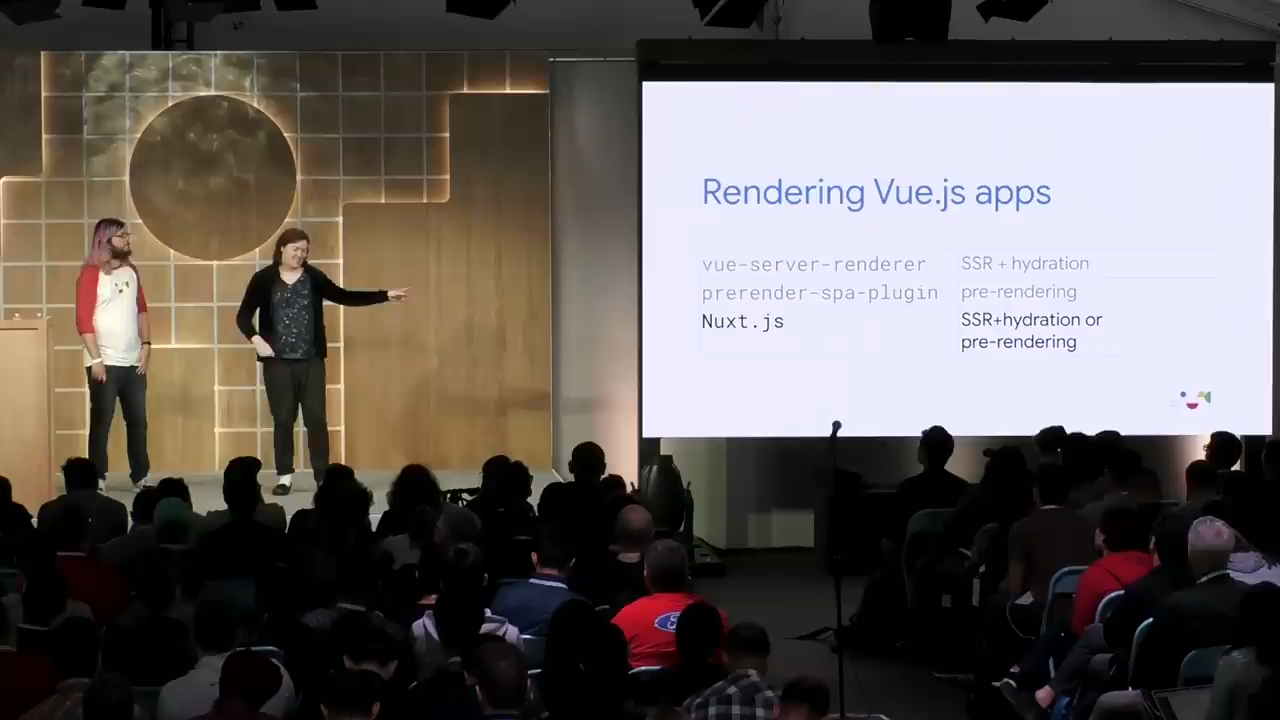 Rendering Vue.js apps
vue-server-renderer SSR + hydration
prerender-spa-plugin pre-rendering
Nuxt.js SSR+hydration or
pre-rendering